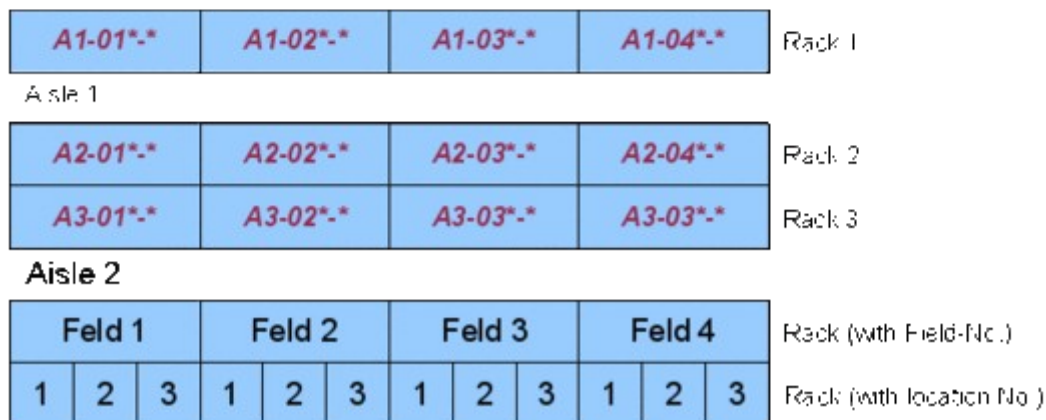 A1-01*-* A1-02*-* A1-03*-* A1-04*-* Rack 1
Aisle 1
A2-01*-* A2-02*-* A2-03*-* A2-04*-* Rack 2
A3-01*-* A3-02*-* A3-03*-* A3-03*-* Rack 3
Aisle 2
Feld 1 Feld 2 Feld 3 Feld 4 Rack (with Field-No.)
1 2 3 1 2 3 1 2 3 1 2 3 Rack (with location No.)